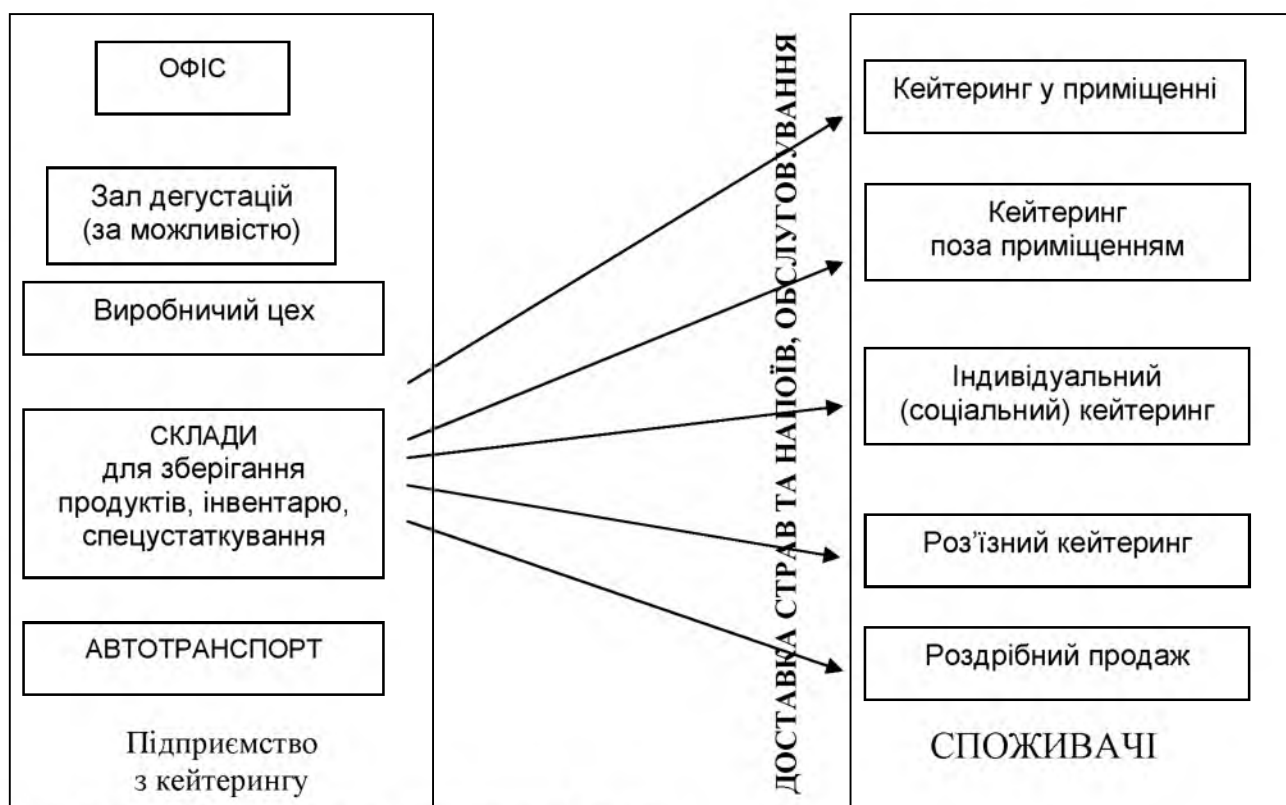 ОФІС
Зал дегустацій
(за можливістю)
Виробничий цех
СКЛАДИ
для зберігання
продуктів, інвентарю,
спецустаткування
АВТОТРАНСПОРТ
Підприємство
з кейтерингу
ДОСТАВКА СТРАВ ТА НАПОЇВ, ОБСЛУГОВУВАННЯ
Кейтеринг у приміщенні
Кейтеринг
поза приміщенням
Індивідуальний
(соціальний) кейтеринг
Роз’їзний кейтеринг
Роздрібний продаж
СПОЖИВАЧІ